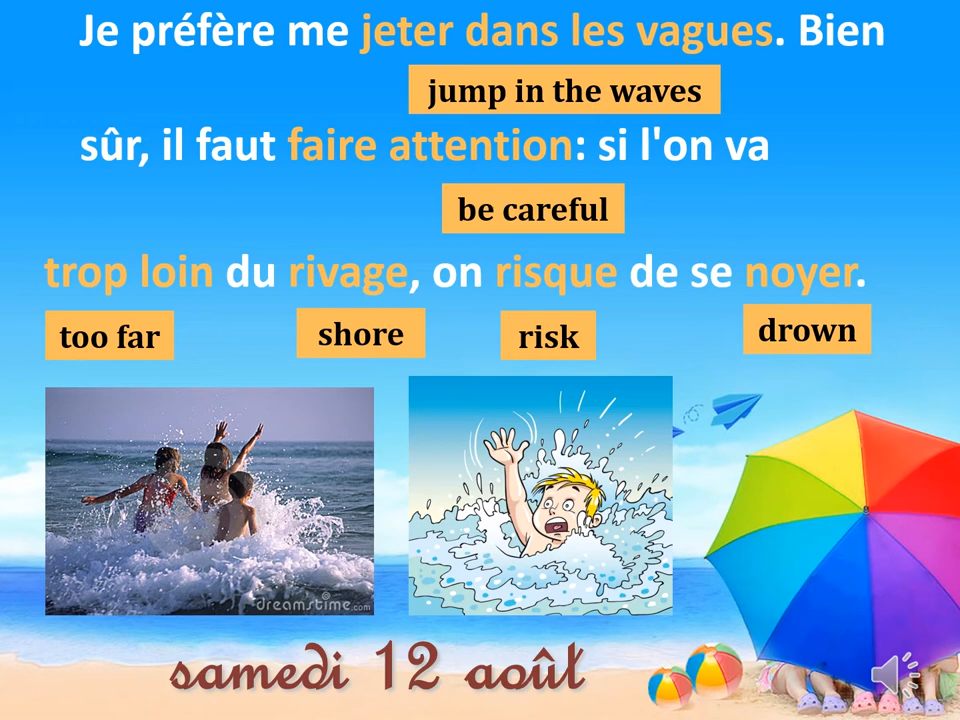 Je préfère me jeter dans les vagues. Bien
jump in the waves
sûr, il faut faire attention: si l'on va
be careful
trop loin du rivage, on risque de se noyer.
too far shore risk drown
dreamstime.com
samedi 12 août